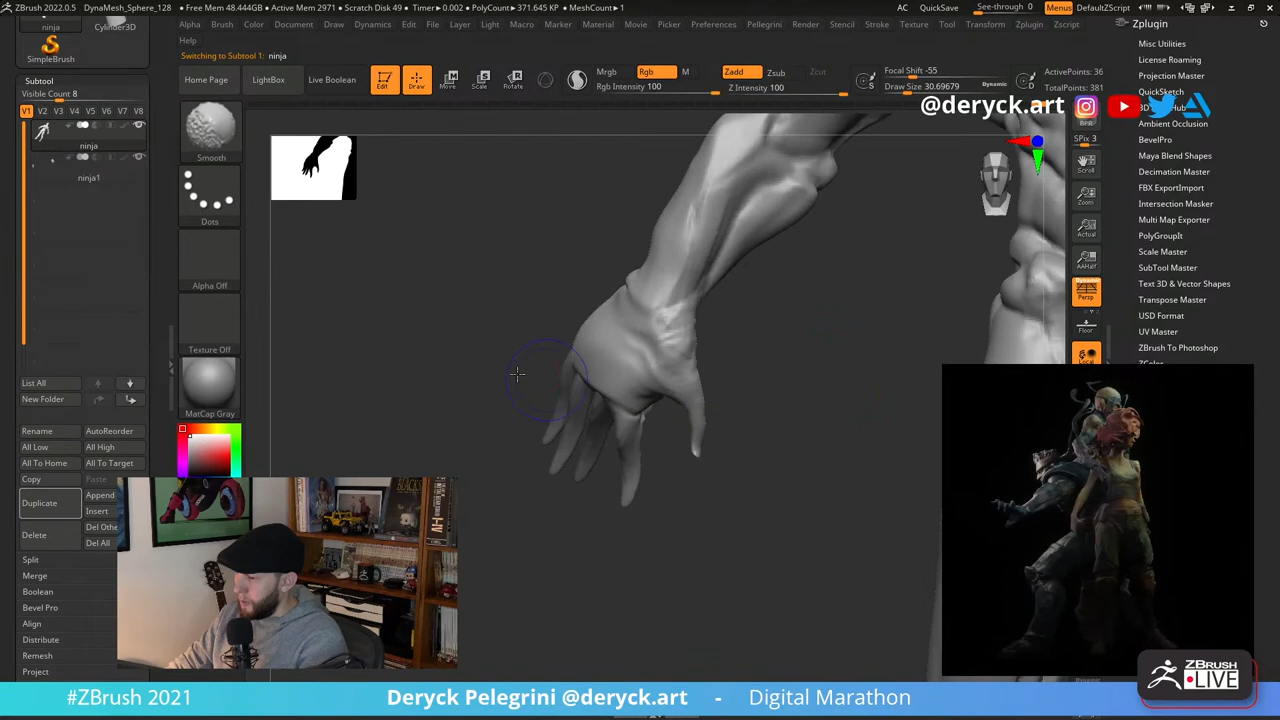 ZBrush 2022.0.5 DynaMesh_Sphere_128 • Free Mem 48.444GB • Active Mem 2971 • Scratch Disk 49 • Timer▸0.002 • PolyCount▸371.645 KP • MeshCount▸1 AC QuickSave See-through 0 Menus DefaultZScript
ninja Cylinder3D
Alpha Brush Color Document Draw Dynamics Edit File Layer Light Macro Marker Material Movie Picker Preferences Pellegrini Render Stencil Stroke Texture Tool Transform Zplugin Zscript
Help
Zplugin
Switching to Subtool 1: ninja
SimpleBrush
Home Page LightBox Live Boolean Edit Draw Move Scale Rotate
Mrgb Rgb M
Rgb Intensity 100
Zadd Zsub Zcut
Z Intensity 100
Focal Shift -55
Draw Size 30.69679 Dynamic
ActivePoints: 36
TotalPoints: 381
@deryck.art
Subtool
Visible Count 8
V1 V2 V3 V4 V5 V6 V7 V8
ninja
ninja1
List All
New Folder
Rename AutoReorder
All Low All High
All To Home All To Target
Copy Paste
Duplicate Append
Insert
Delete Del Othe
Del All
Split
Merge
Boolean
Bevel Pro
Align
Distribute
Remesh
Project
Smooth
Dots
Alpha Off
Texture Off
MatCap Gray
BPR
SPix 3
Scroll
Zoom
Actual
AAHalf
Dynamic
Persp
Floor
Local
Misc Utilities
License Roaming
Projection Master
QuickSketch
Ambient Occlusion
BevelPro
Maya Blend Shapes
Decimation Master
FBX ExportImport
Intersection Masker
Multi Map Exporter
PolyGroupIt
Scale Master
SubTool Master
Text 3D & Vector Shapes
Transpose Master
USD Format
UV Master
ZBrush To Photoshop
ZBRUSH
LIVE
#ZBrush 2021 Deryck Pelegrini @deryck.art - Digital Marathon